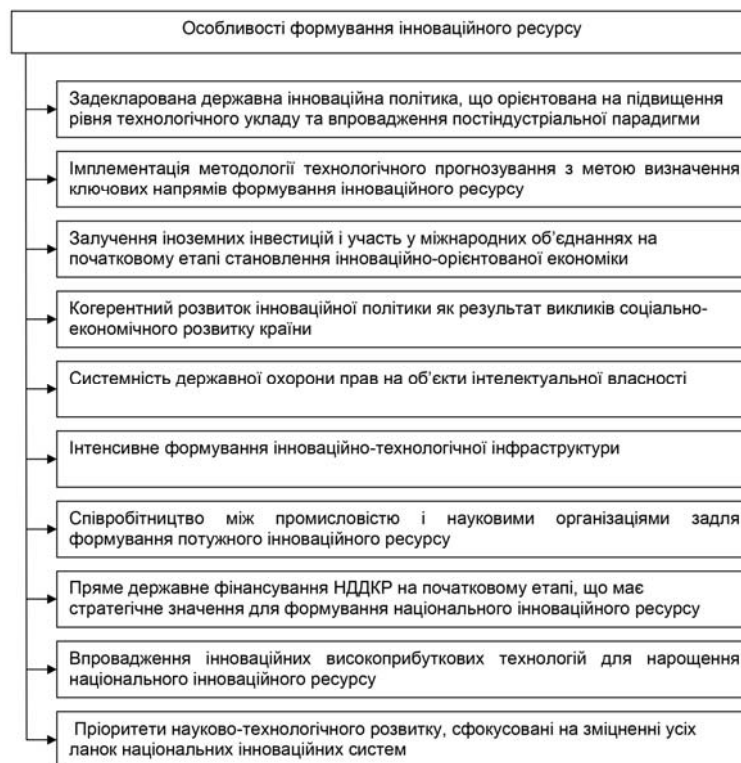 Особливості формування інноваційного ресурсу
Задекларована державна інноваційна політика, що орієнтована на підвищення
рівня технологічного укладу та впровадження постіндустріальної парадигми
Імплементація методології технологічного прогнозування з метою визначення
ключових напрямів формування інноваційного ресурсу
Залучення іноземних інвестицій і участь у міжнародних об’єднаннях на
початковому етапі становлення інноваційно-орієнтованої економіки
Когерентний розвиток інноваційної політики як результат викликів соціально-
економічного розвитку країни
Системність державної охорони прав на об’єкти інтелектуальної власності
Інтенсивне формування інноваційно-технологічної інфраструктури
Співробітництво між промисловістю і науковими організаціями задля
формування потужного інноваційного ресурсу
Пряме державне фінансування НДДКР на початковому етапі, що має
стратегічне значення для формування національного інноваційного ресурсу
Впровадження інноваційних високоприбуткових технологій для нарощення
національного інноваційного ресурсу
Пріоритети науково-технологічного розвитку, сфокусовані на зміцненні усіх
ланок національних інноваційних систем